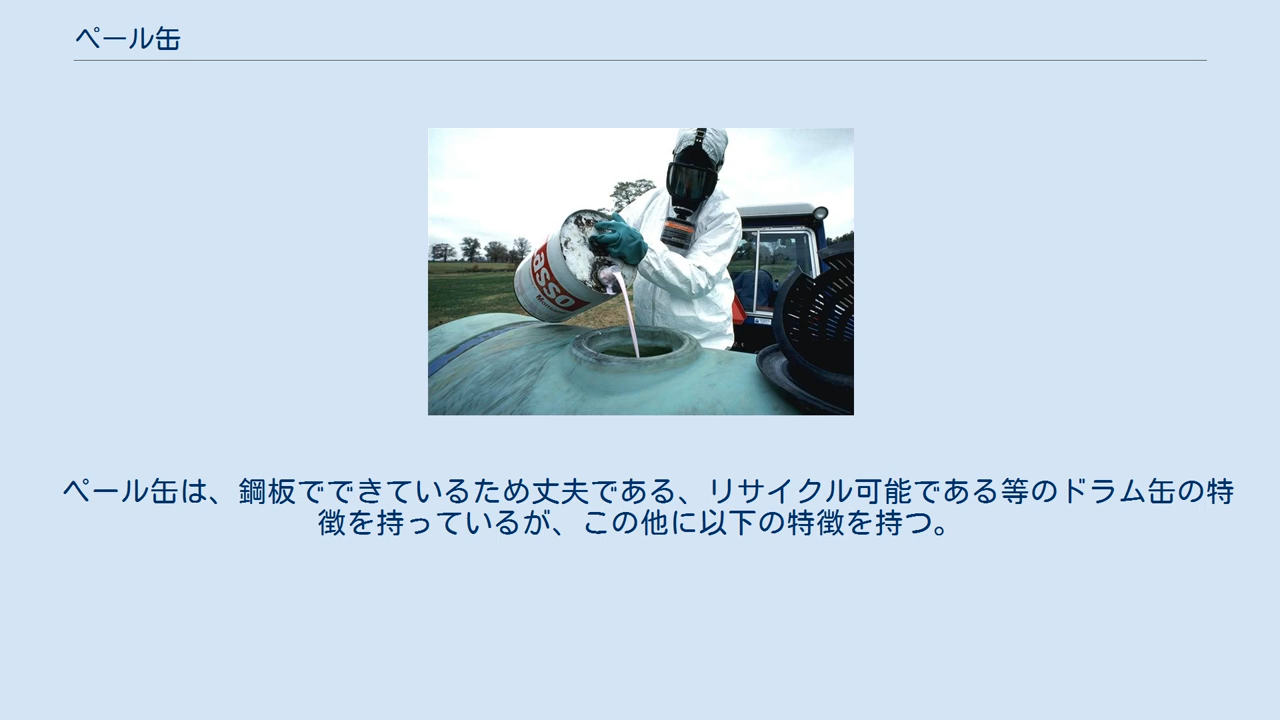 ペール缶
asso
ペール缶は、鋼板でできているため丈夫である、リサイクル可能である等のドラム缶の特
徴を持っているが、この他に以下の特徴を持つ。